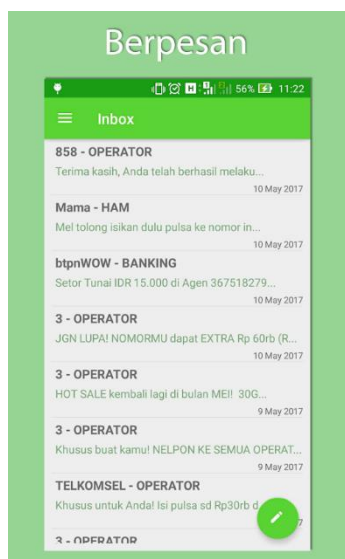 Berpesan
56% 11:22
Inbox
858 - OPERATOR
Terima kasih, Anda telah berhasil melaku...
10 May 2017
Mama - HAM
Mel tolong isikan dulu pulsa ke nomor in...
10 May 2017
btpnWOW - BANKING
Setor Tunai IDR 15.000 di Agen 367518279...
10 May 2017
3 - OPERATOR
JGN LUPA! NOMORMU dapat EXTRA Rp 60rb (R...
10 May 2017
3 - OPERATOR
HOT SALE kembali lagi di bulan MEI! 30G...
9 May 2017
3 - OPERATOR
Khusus buat kamu! NELPON KE SEMUA OPERAT...
9 May 2017
TELKOMSEL - OPERATOR
Khusus untuk Anda! Isi pulsa sd Rp30rb d
7
3 - OPERATOR